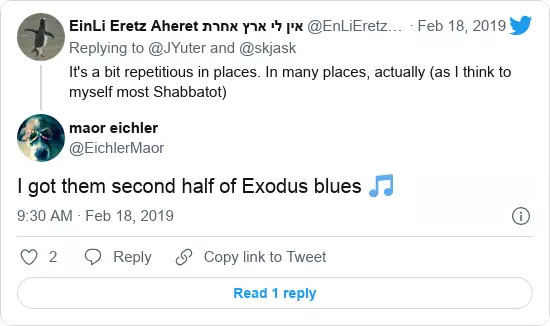 EinLi Eretz Aheret אין לי ארץ אחרת @EnLiEretz… · Feb 18, 2019
Replying to @JYuter and @skjask
It's a bit repetitious in places. In many places, actually (as I think to
myself most Shabbatot)
maor eichler
@EichlerMaor
I got them second half of Exodus blues 🎵
9:30 AM · Feb 18, 2019
2 Reply Copy link to Tweet
Read 1 reply